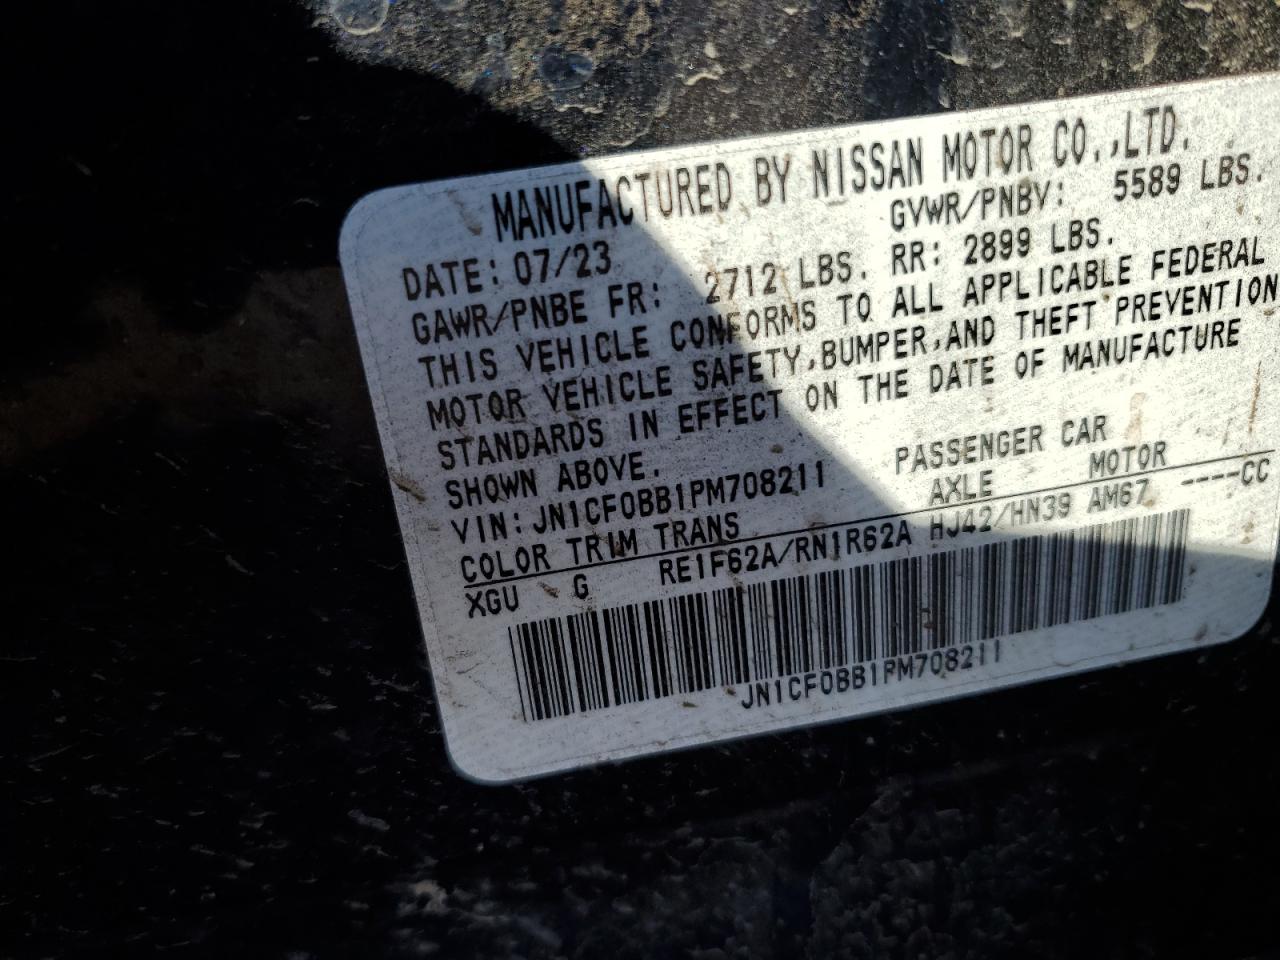 MANUFACTURED BY NISSAN MOTOR CO.,LTD.
DATE: 07/23 GVWR/PNBV: 5589 LBS.
GAWR/PNBE FR: 2712 LBS. RR: 2899 LBS.
THIS VEHICLE CONFORMS TO ALL APPLICABLE FEDERAL
MOTOR VEHICLE SAFETY,BUMPER,AND THEFT PREVENTION
STANDARDS IN EFFECT ON THE DATE OF MANUFACTURE
SHOWN ABOVE.
VIN: JN1CF0BB1PM708211 PASSENGER CAR
COLOR TRIM TRANS AXLE MOTOR
XGU G RE1F62A/RN1R62A HJ42/HN39 AM67 ----CC
JN1CF0BB1PM708211